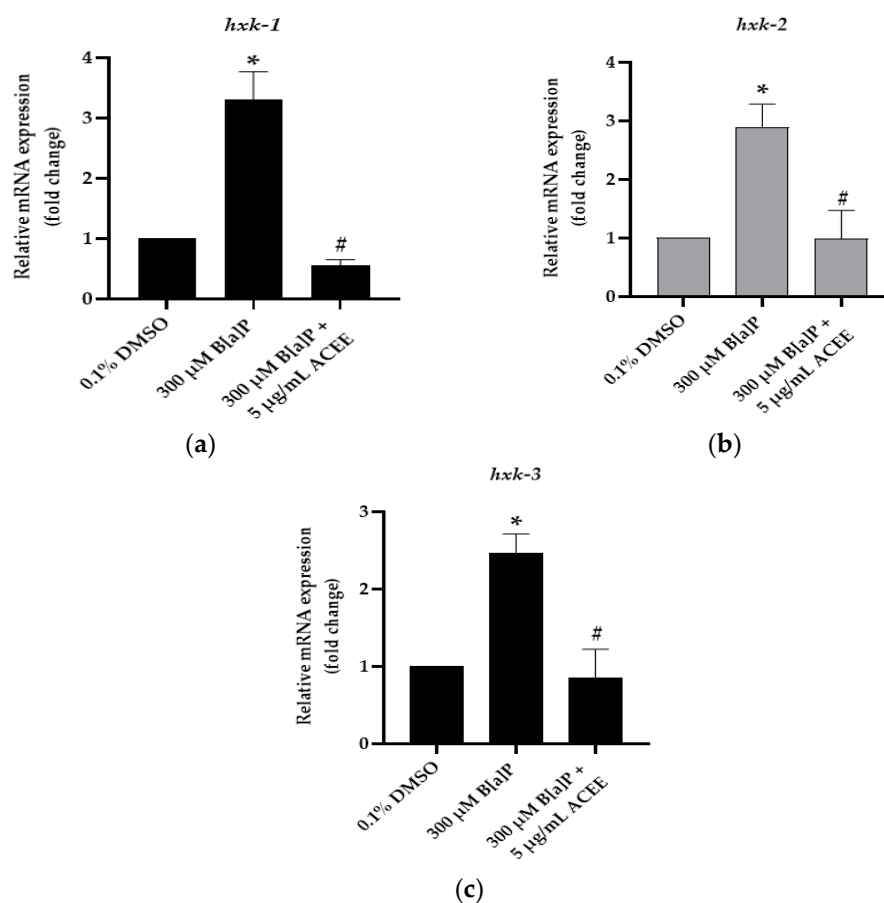 hxk-1
Relative mRNA expression
(fold change)
4
3
2
1
0
*
#
0.1% DMSO
300 µM B[a]P
300 µM B[a]P +
5 µg/mL ACEE
(a)
hxk-2
Relative mRNA expression
(fold change)
4
3
2
1
0
*
#
0.1% DMSO
300 µM B[a]P
300 µM B[a]P +
5 µg/mL ACEE
(b)
hxk-3
Relative mRNA expression
(fold change)
3
2
1
0
*
#
0.1% DMSO
300 µM B[a]P
300 µM B[a]P +
5 µg/mL ACEE
(c)